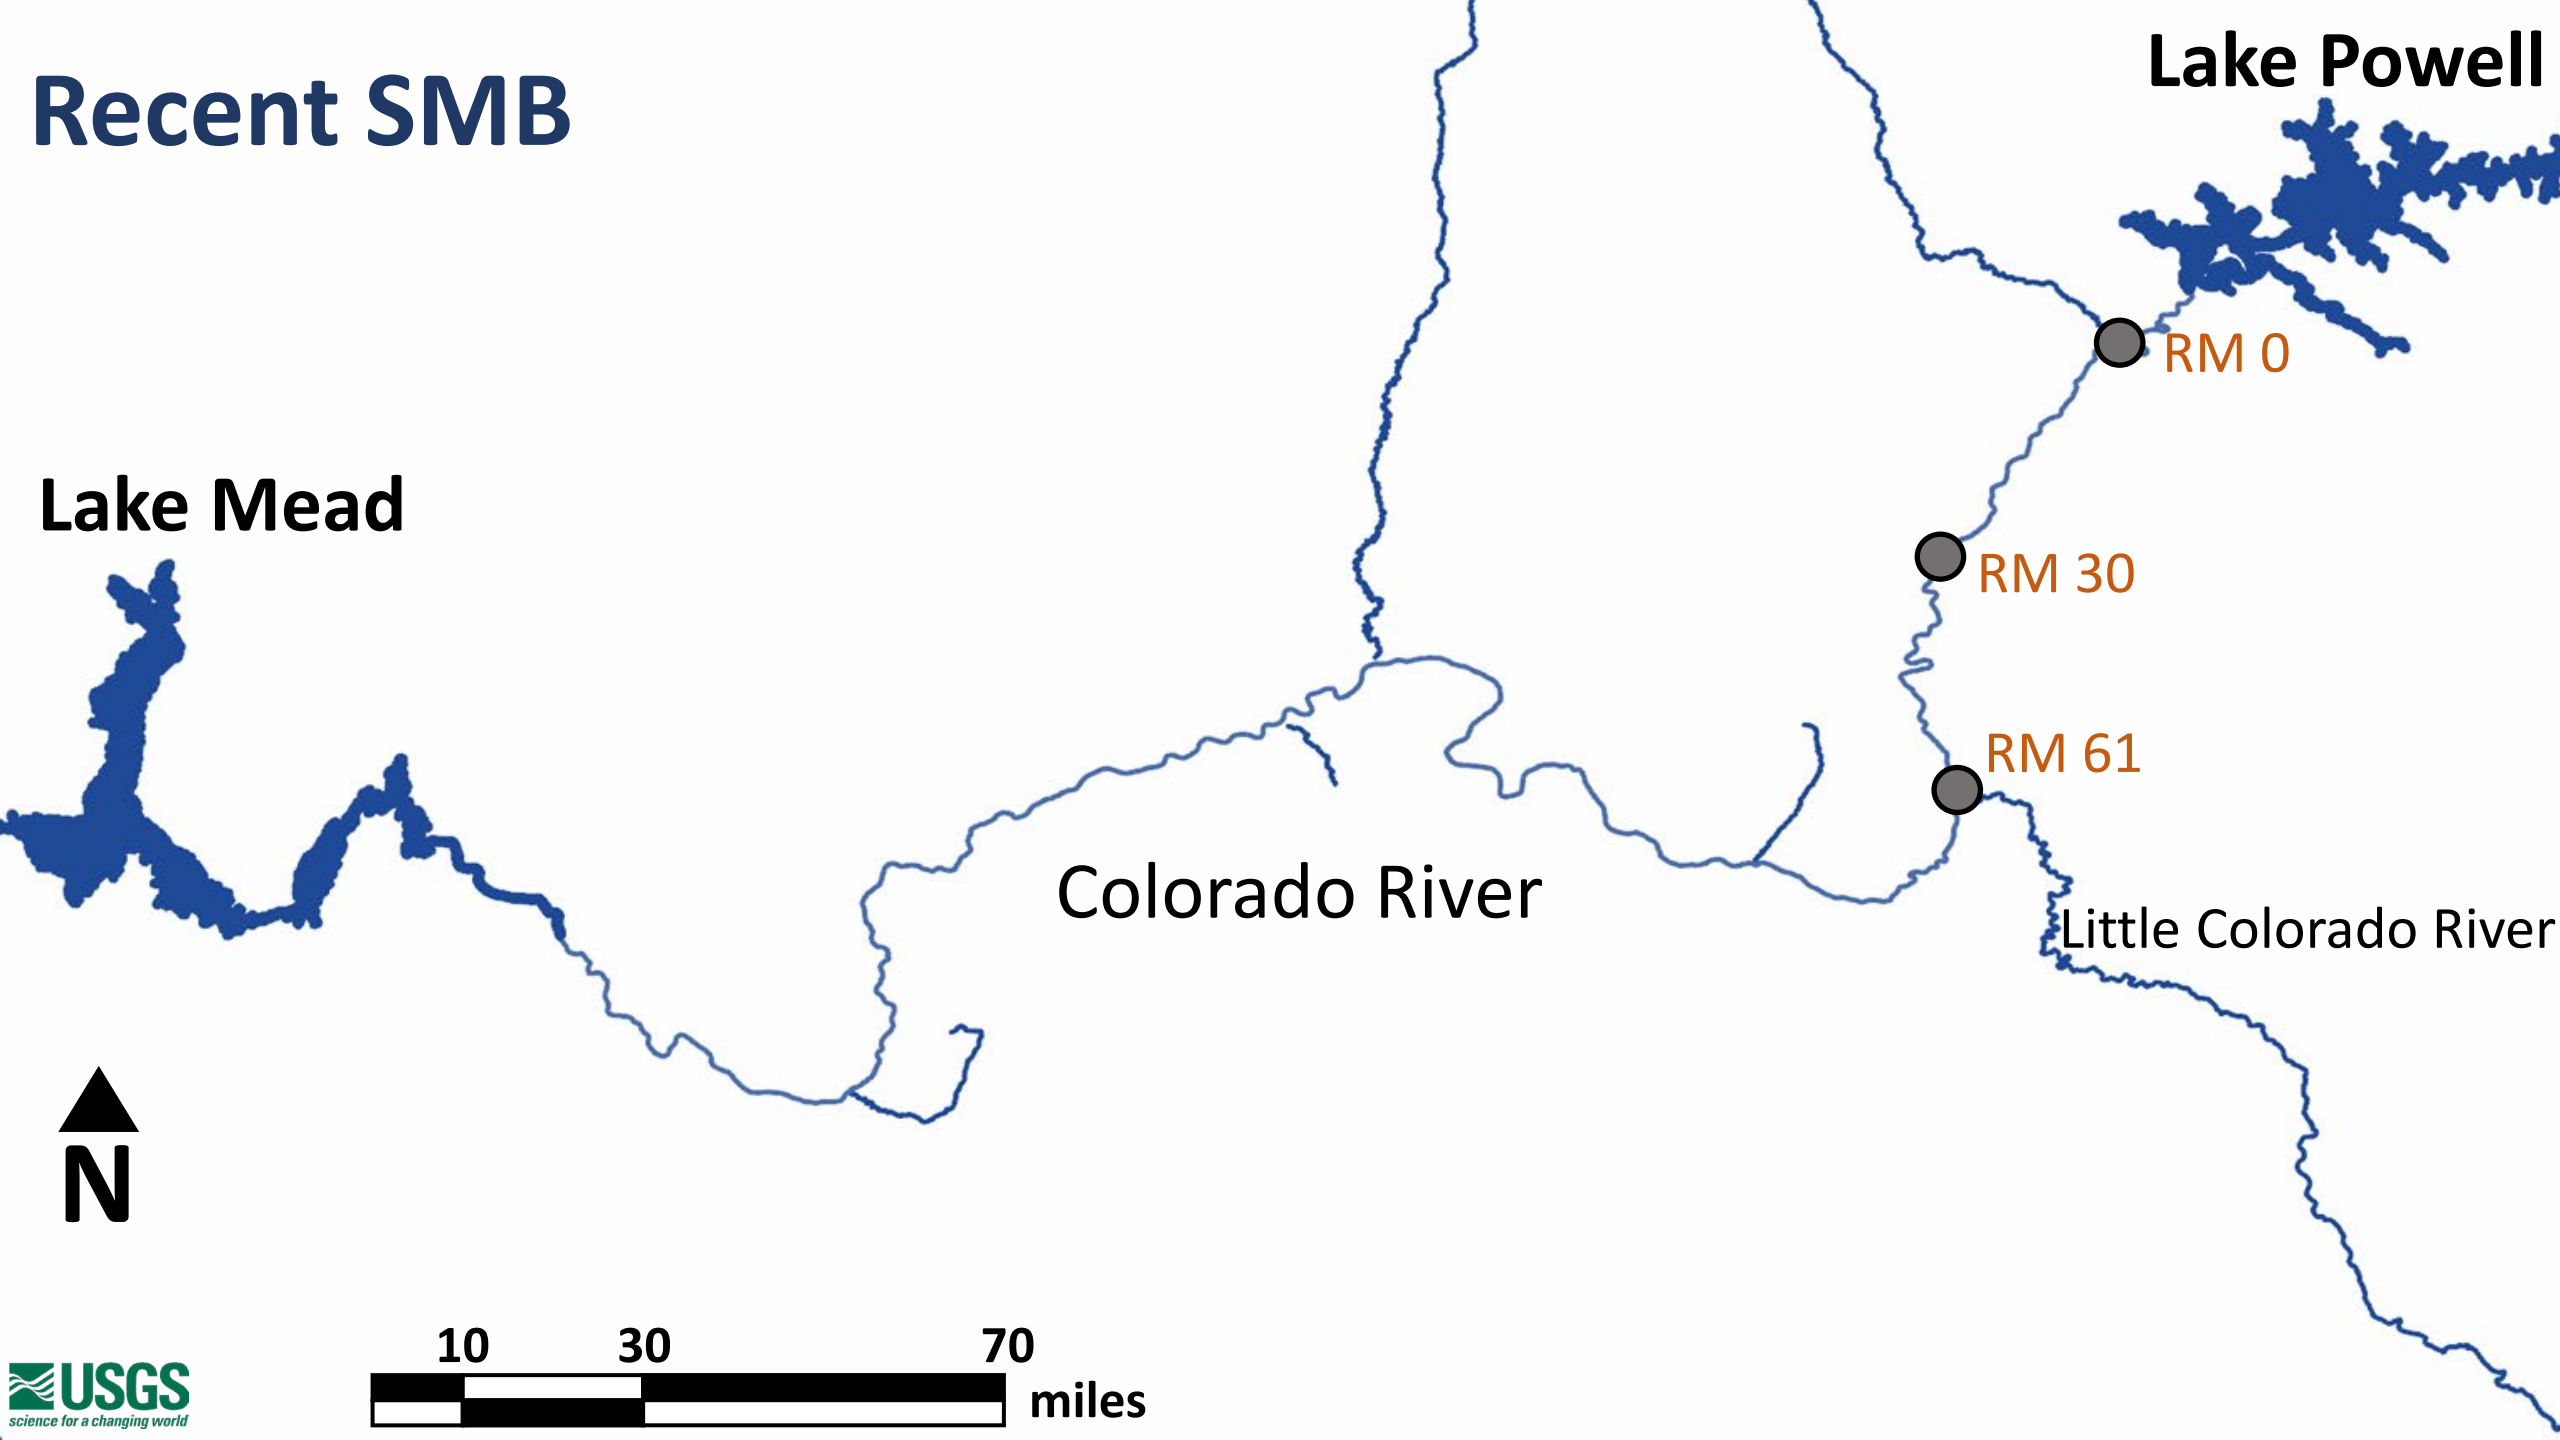 Recent SMB
Lake Powell
RM 0
Lake Mead
RM 30
RM 61
Colorado River
Little Colorado River
N
10 30 70
miles
USGS
science for a changing world